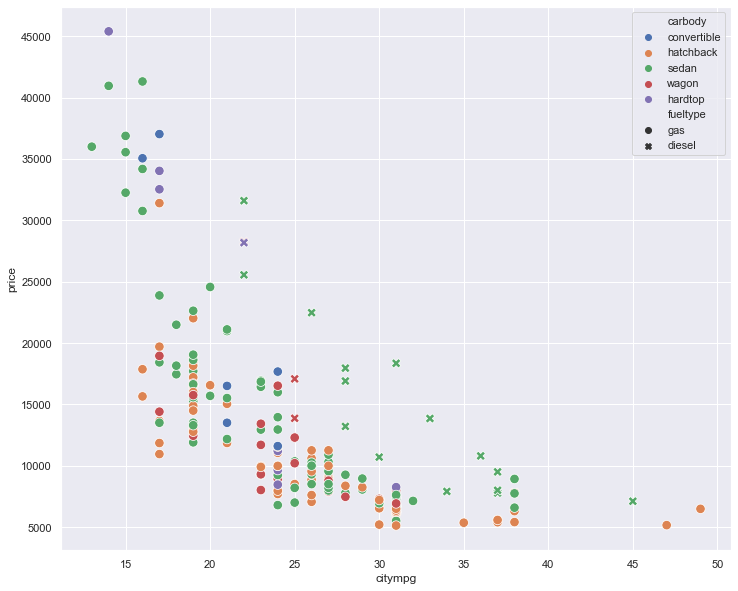 carbody
convertible
hatchback
sedan
wagon
hardtop
fueltype
gas
diesel
price
45000
40000
35000
30000
25000
20000
15000
10000
5000
15 20 25 30 35 40 45 50
citympg